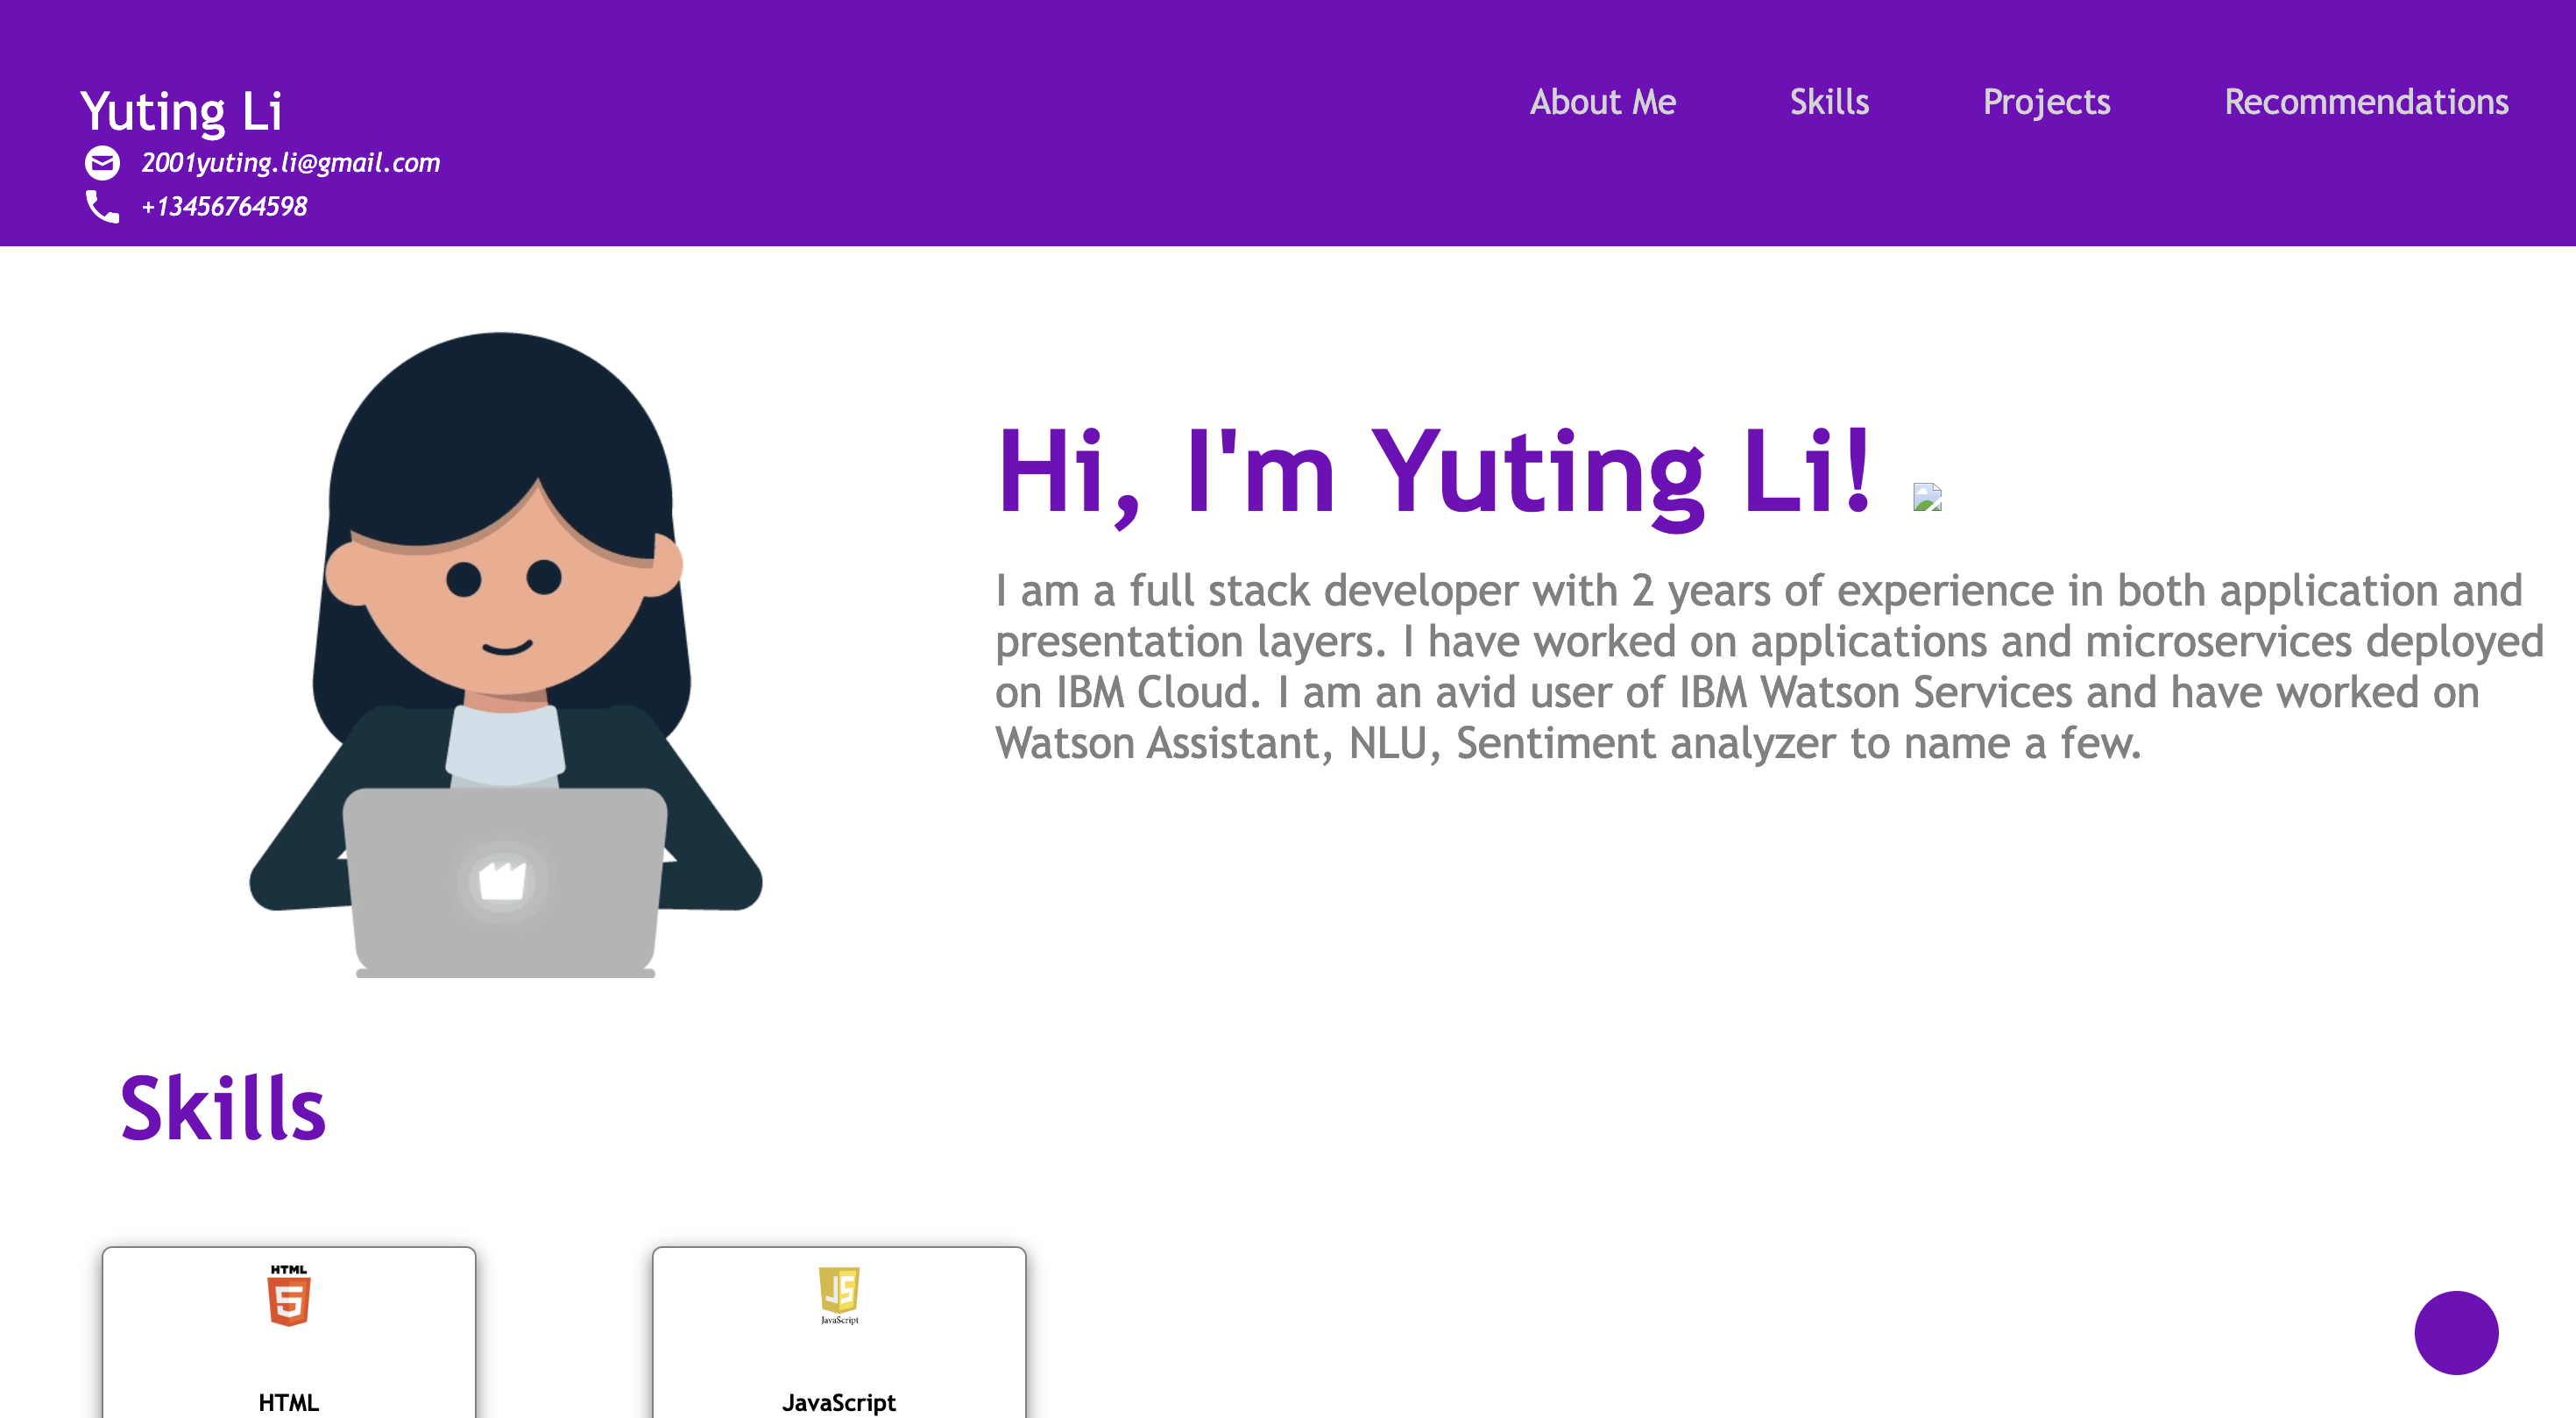 Yuting Li
About Me Skills Projects Recommendations
2001yuting.li@gmail.com
+13456764598
Hi, I'm Yuting Li!
I am a full stack developer with 2 years of experience in both application and
presentation layers. I have worked on applications and microservices deployed
on IBM Cloud. I am an avid user of IBM Watson Services and have worked on
Watson Assistant, NLU, Sentiment analyzer to name a few.
Skills
HTML
5
JS
JavaScript
HTML
JavaScript